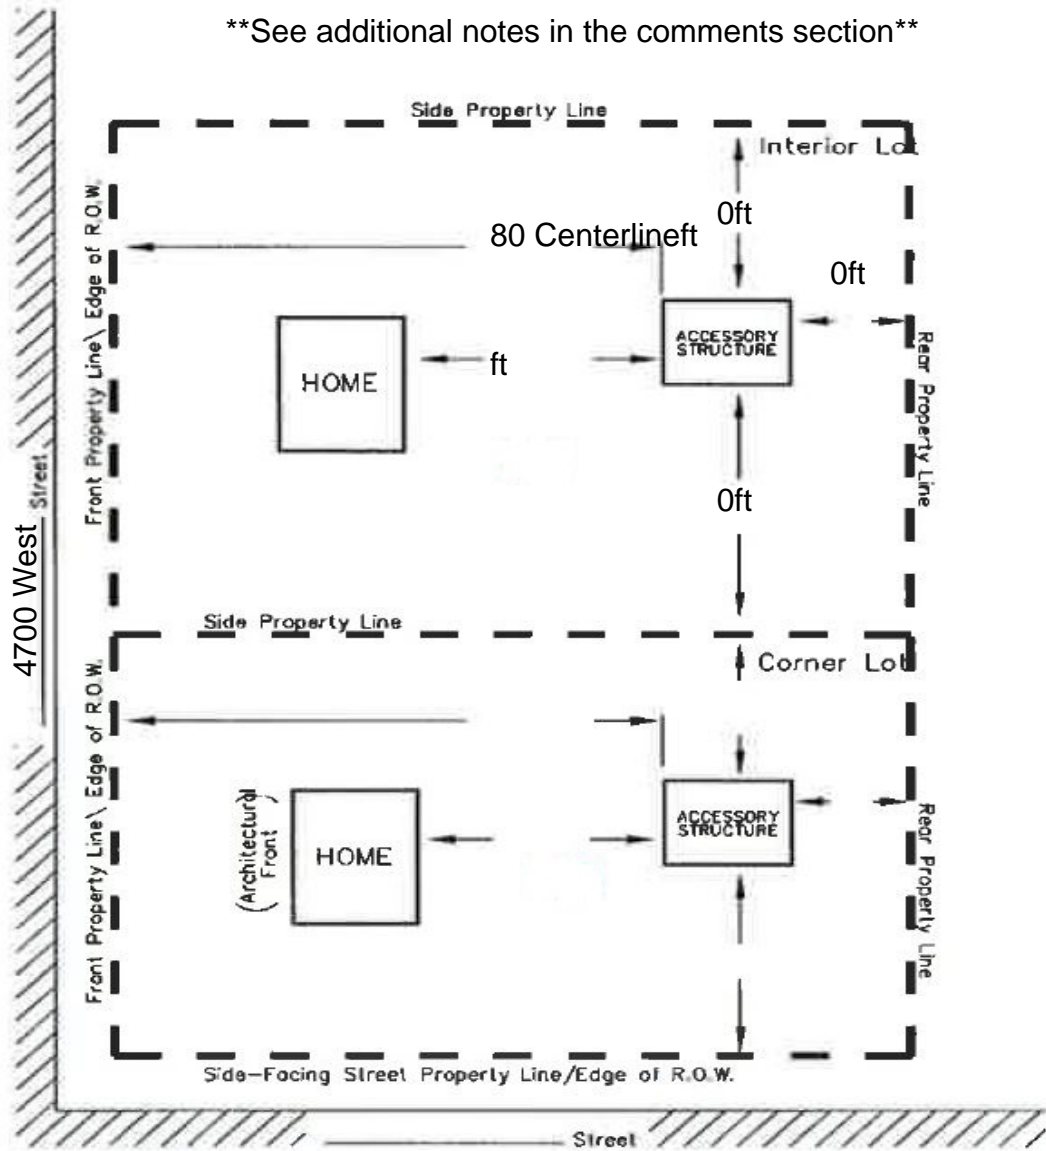 **See additional notes in the comments section**
Side Property Line
Interior Lot
Front Property Line\ Edge of R.O.W.
80 Centerlineft
0ft
0ft
HOME
ft
ACCESSORY
STRUCTURE
Rear Property Line
0ft
4700 West
Street
Side Property Line
Corner Lot
Front Property Line\ Edge of R.O.W.
(Architectural
Front)
HOME
ACCESSORY
STRUCTURE
Rear Property Line
Side-Facing Street Property Line/Edge of R.O.W.
Street